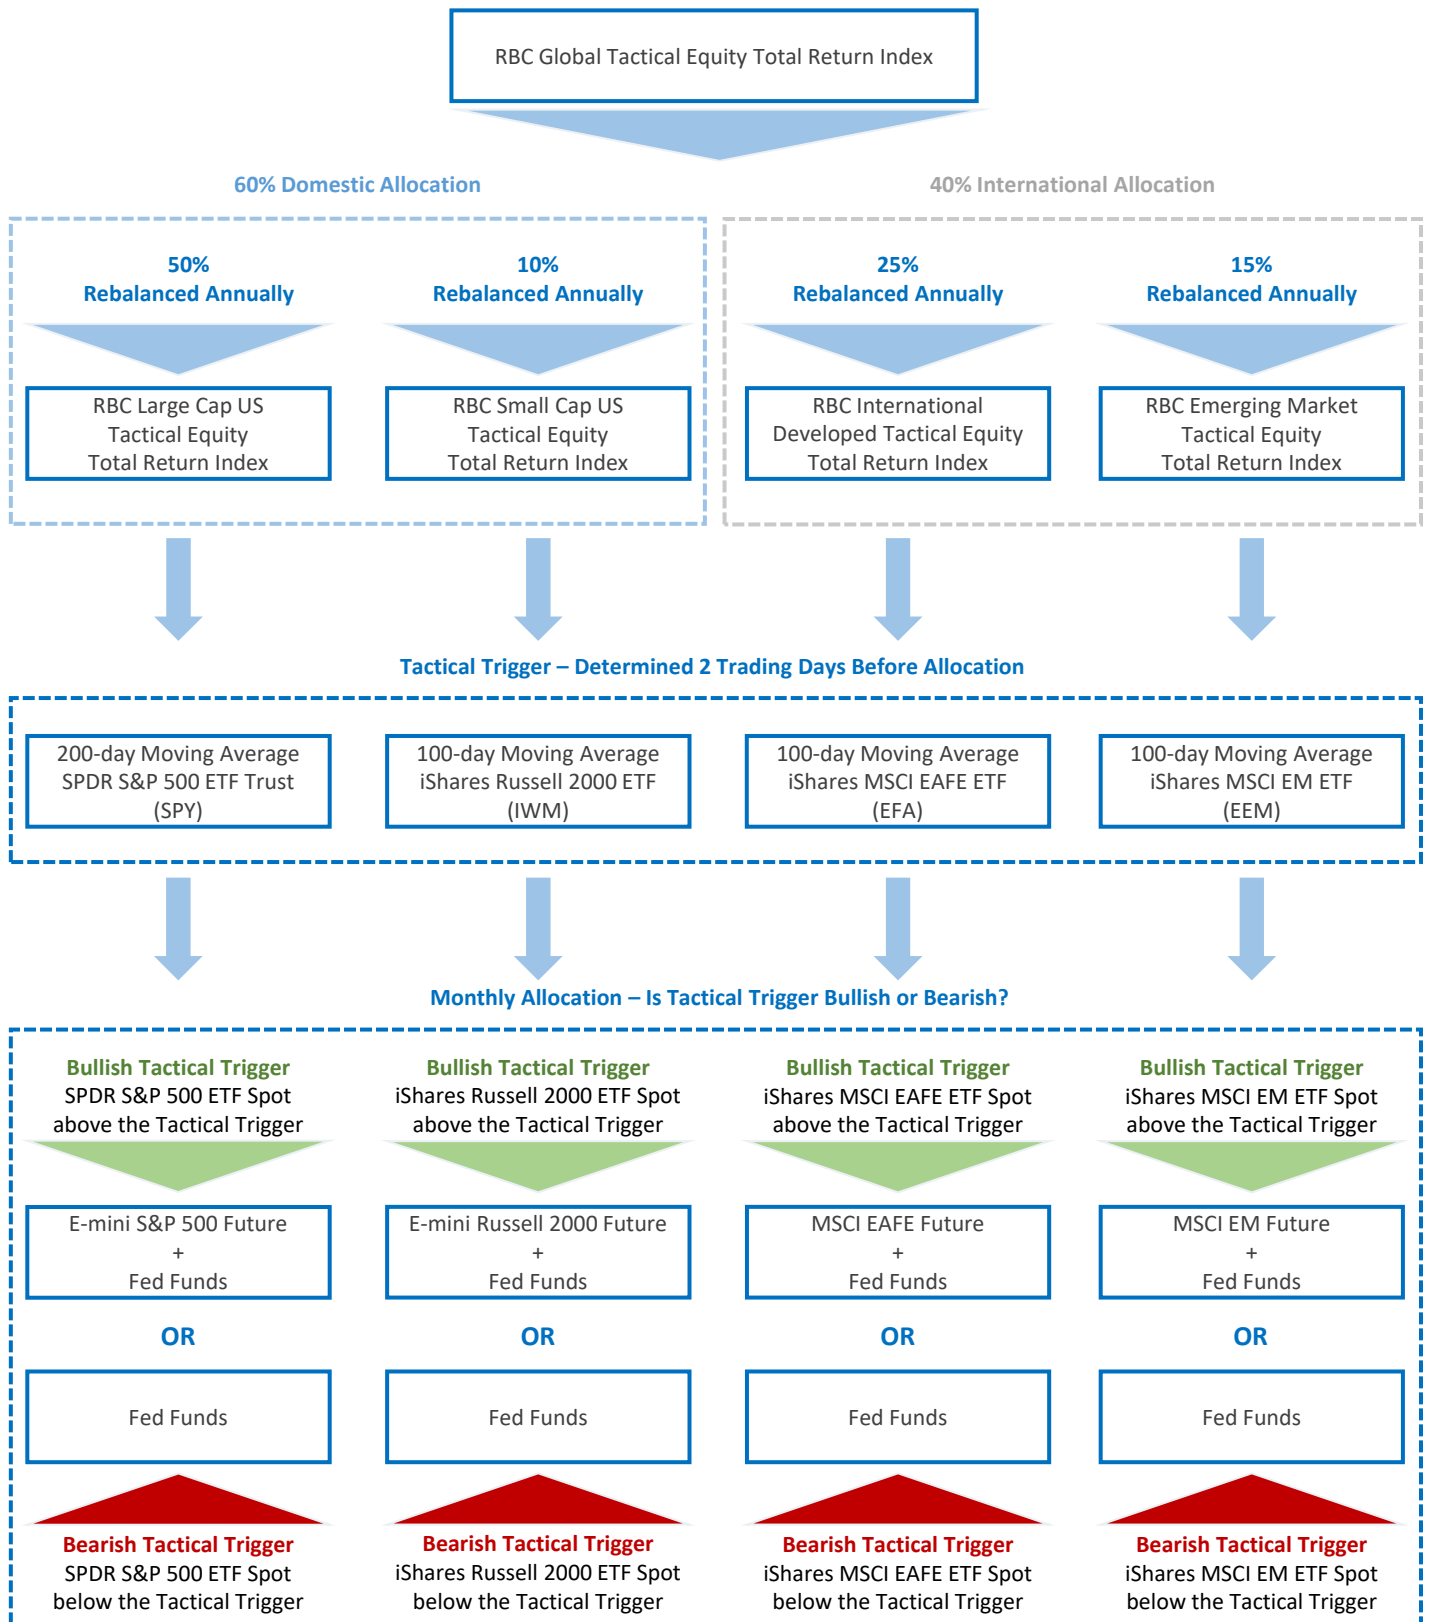 RBC Global Tactical Equity Total Return Index
60% Domestic Allocation
40% International Allocation
50%
Rebalanced Annually
10%
Rebalanced Annually
25%
Rebalanced Annually
15%
Rebalanced Annually
RBC Large Cap US
Tactical Equity
Total Return Index
RBC Small Cap US
Tactical Equity
Total Return Index
RBC International
Developed Tactical Equity
Total Return Index
RBC Emerging Market
Tactical Equity
Total Return Index
Tactical Trigger – Determined 2 Trading Days Before Allocation
200-day Moving Average
SPDR S&P 500 ETF Trust
(SPY)
100-day Moving Average
iShares Russell 2000 ETF
(IWM)
100-day Moving Average
iShares MSCI EAFE ETF
(EFA)
100-day Moving Average
iShares MSCI EM ETF
(EEM)
Monthly Allocation – Is Tactical Trigger Bullish or Bearish?
Bullish Tactical Trigger
SPDR S&P 500 ETF Spot
above the Tactical Trigger
Bullish Tactical Trigger
iShares Russell 2000 ETF Spot
above the Tactical Trigger
Bullish Tactical Trigger
iShares MSCI EAFE ETF Spot
above the Tactical Trigger
Bullish Tactical Trigger
iShares MSCI EM ETF Spot
above the Tactical Trigger
E-mini S&P 500 Future
+
Fed Funds
E-mini Russell 2000 Future
+
Fed Funds
MSCI EAFE Future
+
Fed Funds
MSCI EM Future
+
Fed Funds
OR
OR
OR
OR
Fed Funds
Fed Funds
Fed Funds
Fed Funds
Bearish Tactical Trigger
SPDR S&P 500 ETF Spot
below the Tactical Trigger
Bearish Tactical Trigger
iShares Russell 2000 ETF Spot
below the Tactical Trigger
Bearish Tactical Trigger
iShares MSCI EAFE ETF Spot
below the Tactical Trigger
Bearish Tactical Trigger
iShares MSCI EM ETF Spot
below the Tactical Trigger